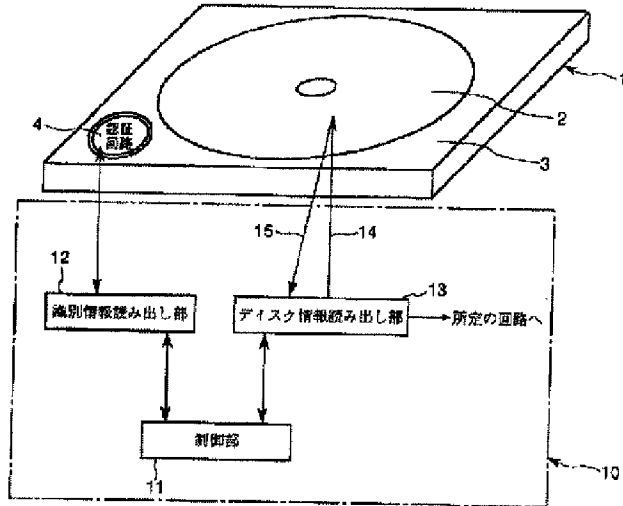 1
2
3
4
認証
回路
15
14
12
13
識別情報読み出し部
ディスク情報読み出し部
所定の回路へ
制御部
11
10